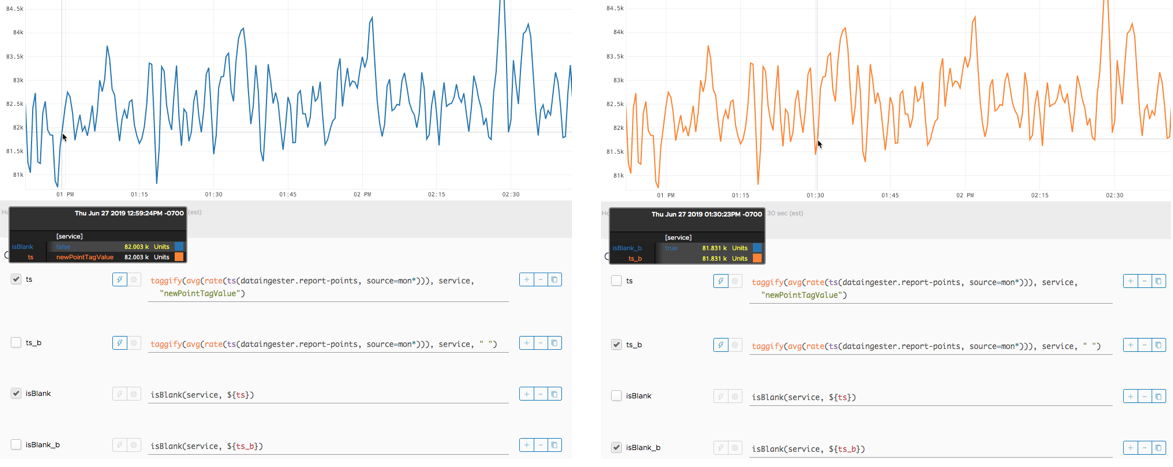 84.5k
84k
83.5k
83k
82.5k
82k
81.5k
81k
01 PM 01:15 01:30 01:45 02 PM 02:15 02:30
(est)
Thu Jun 27 2019 12:59:24PM -0700
[service]
isBlank false 82.003 k Units
ts newPointTagValue 82.003 k Units
ts
taggify(avg(rate(ts(dataingester.report-points, source=mon*))), service,
"newPointTagValue")
ts_b
taggify(avg(rate(ts(dataingester.report-points, source=mon*))), service, " ")
isBlank
isBlank(service, ${ts})
isBlank_b
isBlank(service, ${ts_b})
84.5k
84k
83.5k
83k
82.5k
82k
81.5k
81k
01 PM 01:15 01:30 01:45 02 PM 02:15 02:30
30 sec (est)
Thu Jun 27 2019 01:30:23PM -0700
[service]
isBlank_b true 81.831 k Units
ts_b 81.831 k Units
ts
taggify(avg(rate(ts(dataingester.report-points, source=mon*))), service,
"newPointTagValue")
ts_b
taggify(avg(rate(ts(dataingester.report-points, source=mon*))), service, " ")
isBlank
isBlank(service, ${ts})
isBlank_b
isBlank(service, ${ts_b})